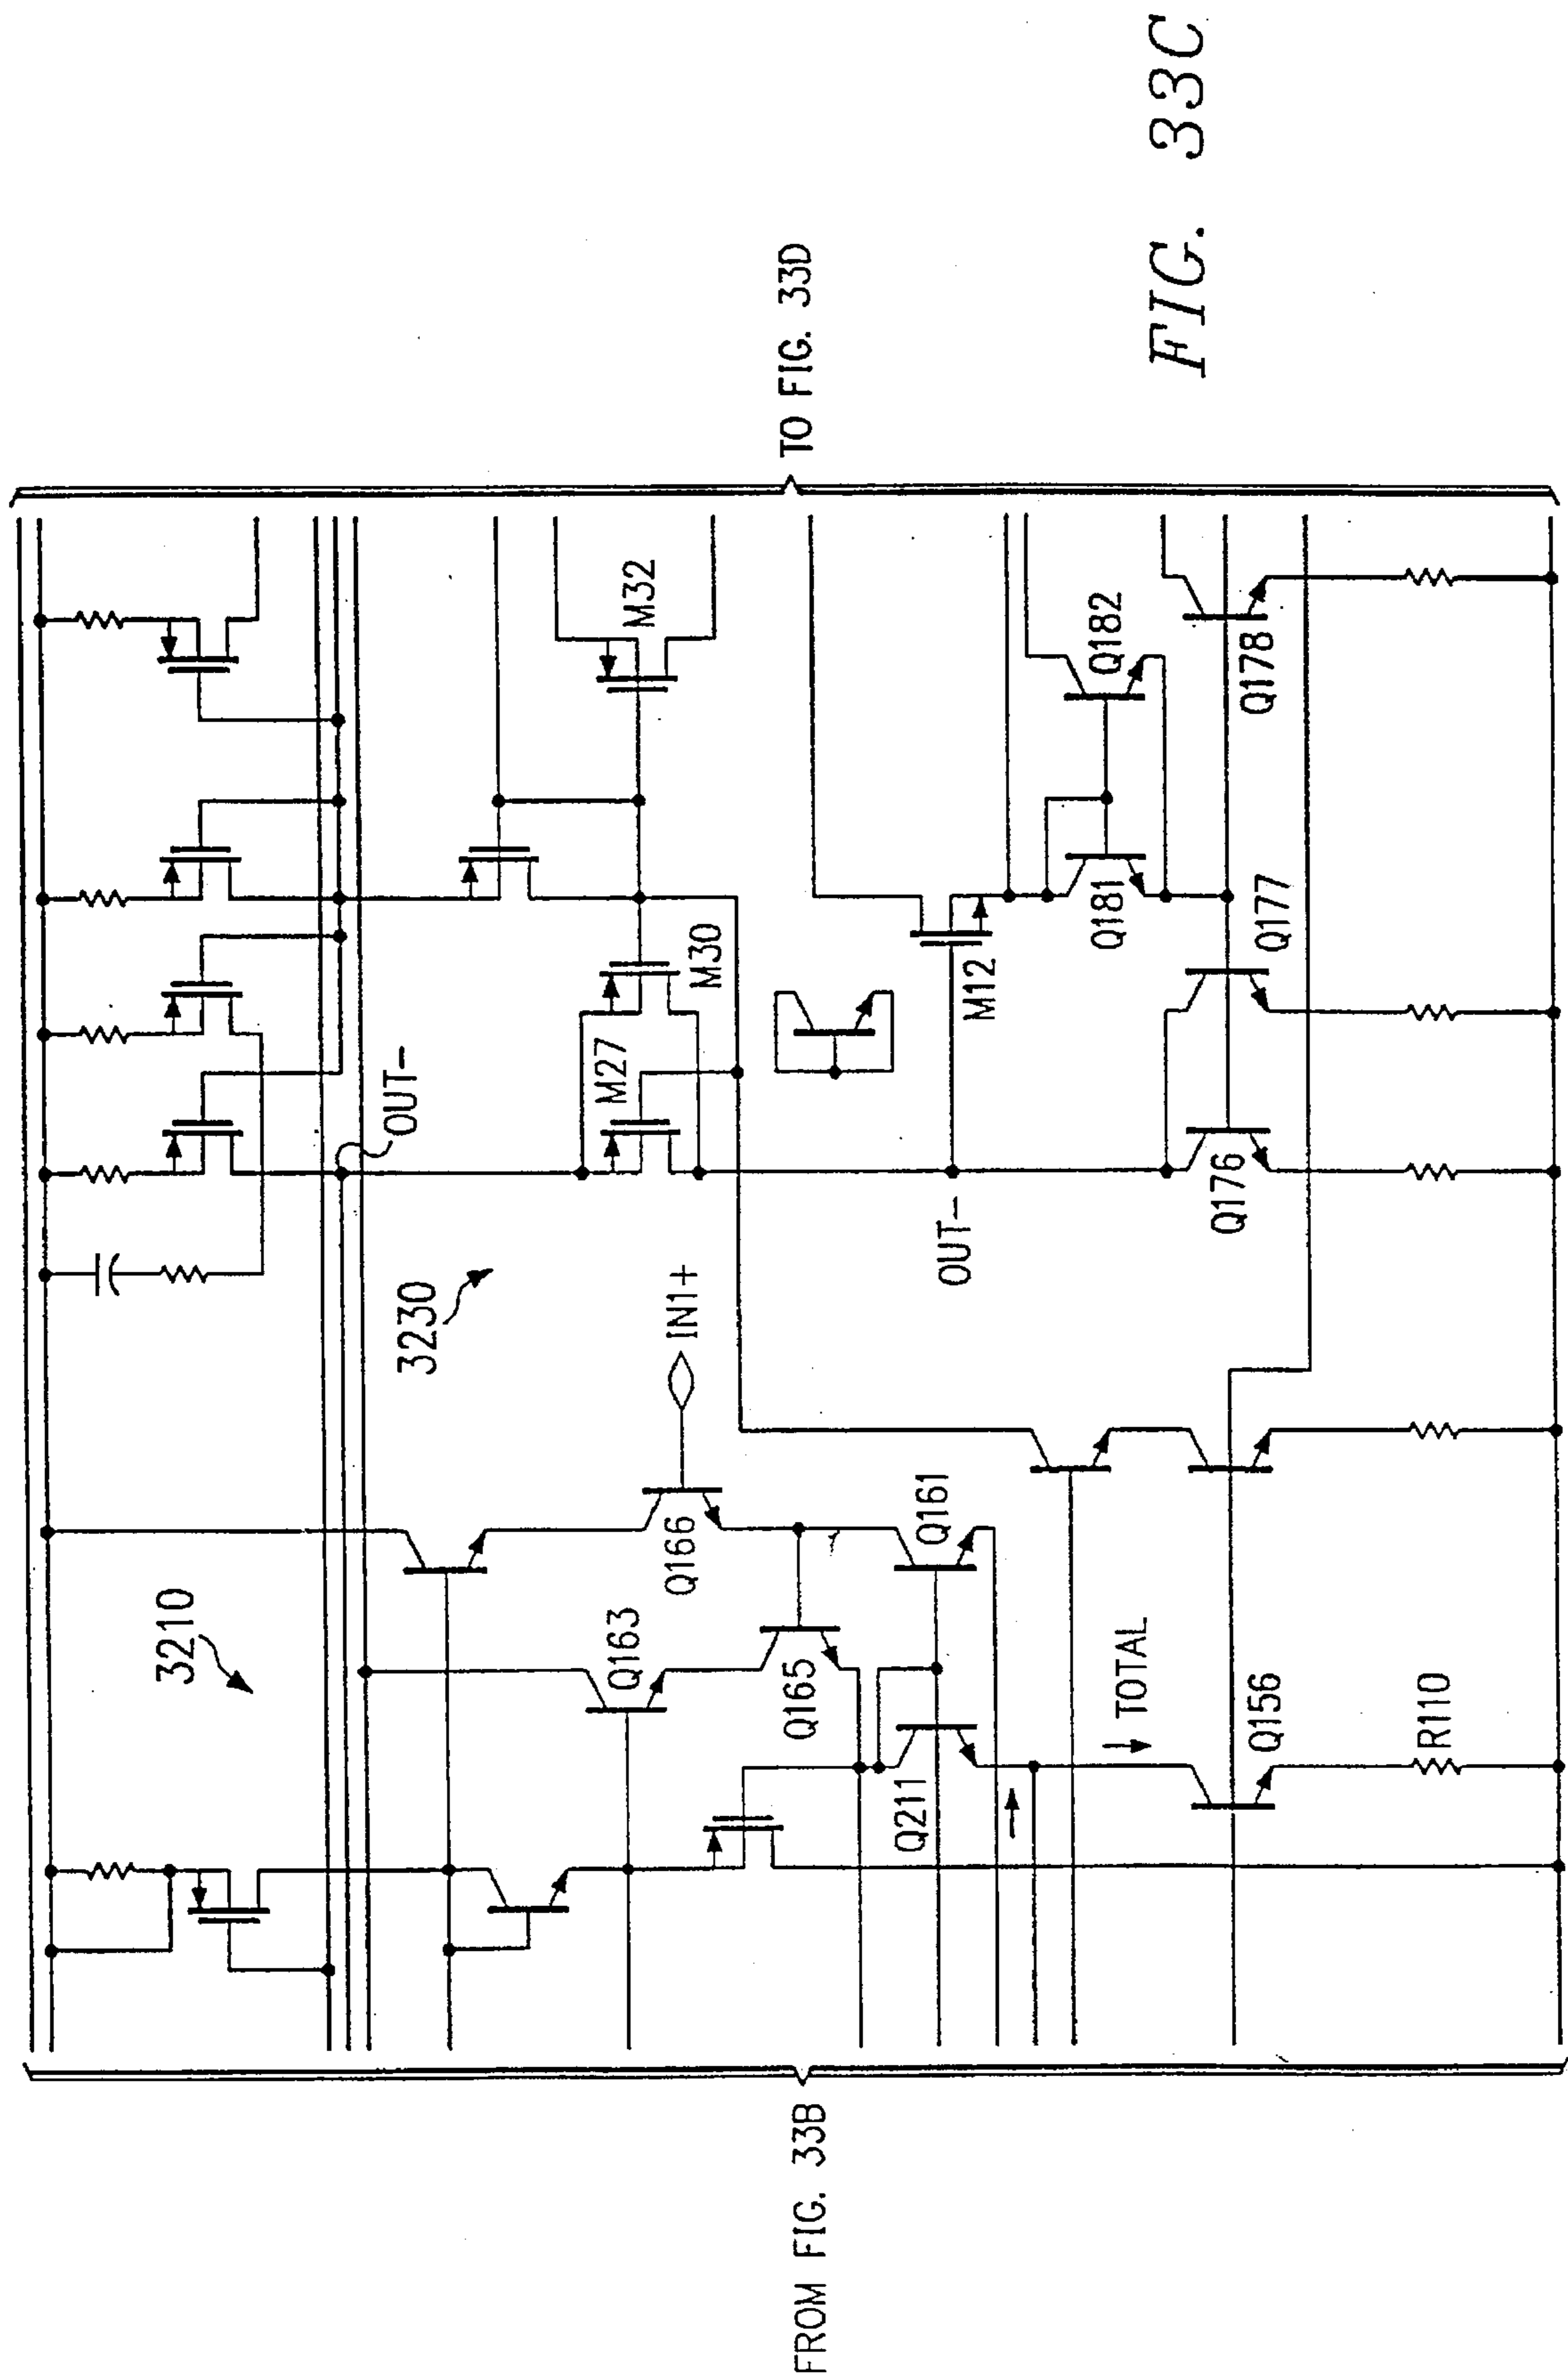 3210
Q163
Q166
IN1+
3230
OUT-
M27
M30
M32
Q165
Q161
Q211
TOTAL
Q156
R110
OUT-
M12
Q181
Q182
Q176
Q177
Q178
FROM FIG. 33B
TO FIG. 33D
FIG. 33C